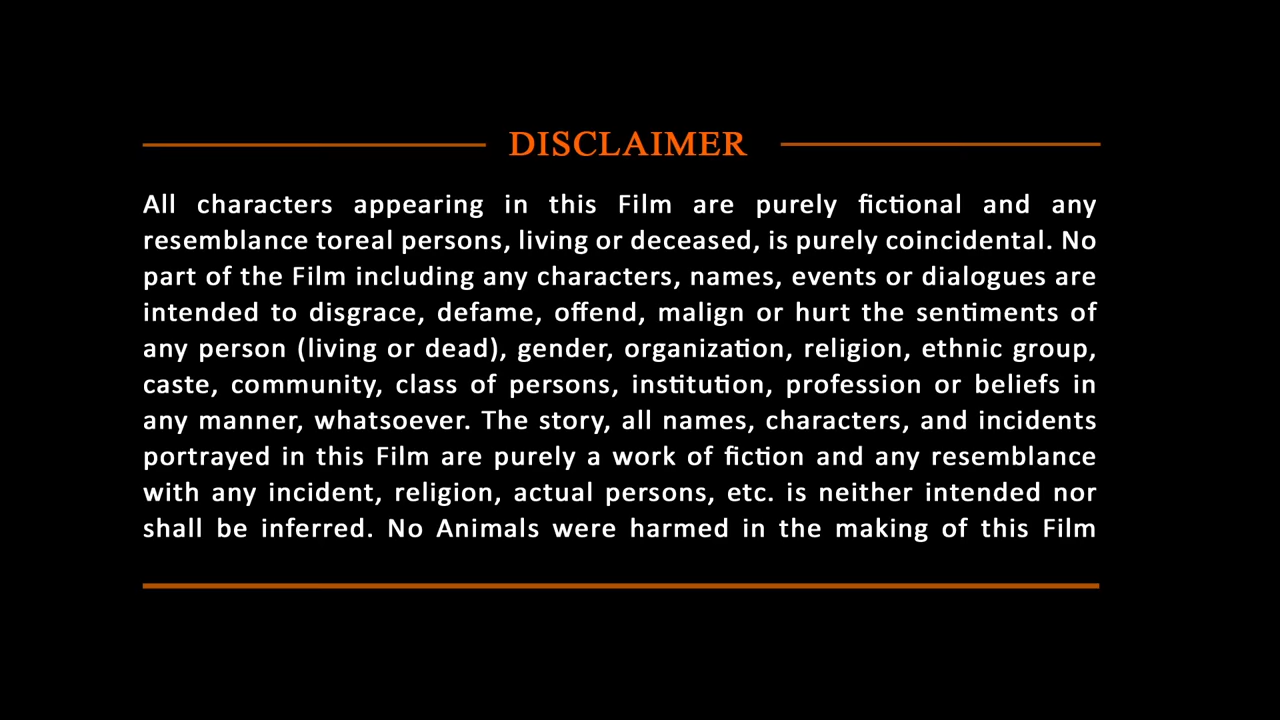 DISCLAIMER
All characters appearing in this Film are purely fictional and any
resemblance toreal persons, living or deceased, is purely coincidental. No
part of the Film including any characters, names, events or dialogues are
intended to disgrace, defame, offend, malign or hurt the sentiments of
any person (living or dead), gender, organization, religion, ethnic group,
caste, community, class of persons, institution, profession or beliefs in
any manner, whatsoever. The story, all names, characters, and incidents
portrayed in this Film are purely a work of fiction and any resemblance
with any incident, religion, actual persons, etc. is neither intended nor
shall be inferred. No Animals were harmed in the making of this Film